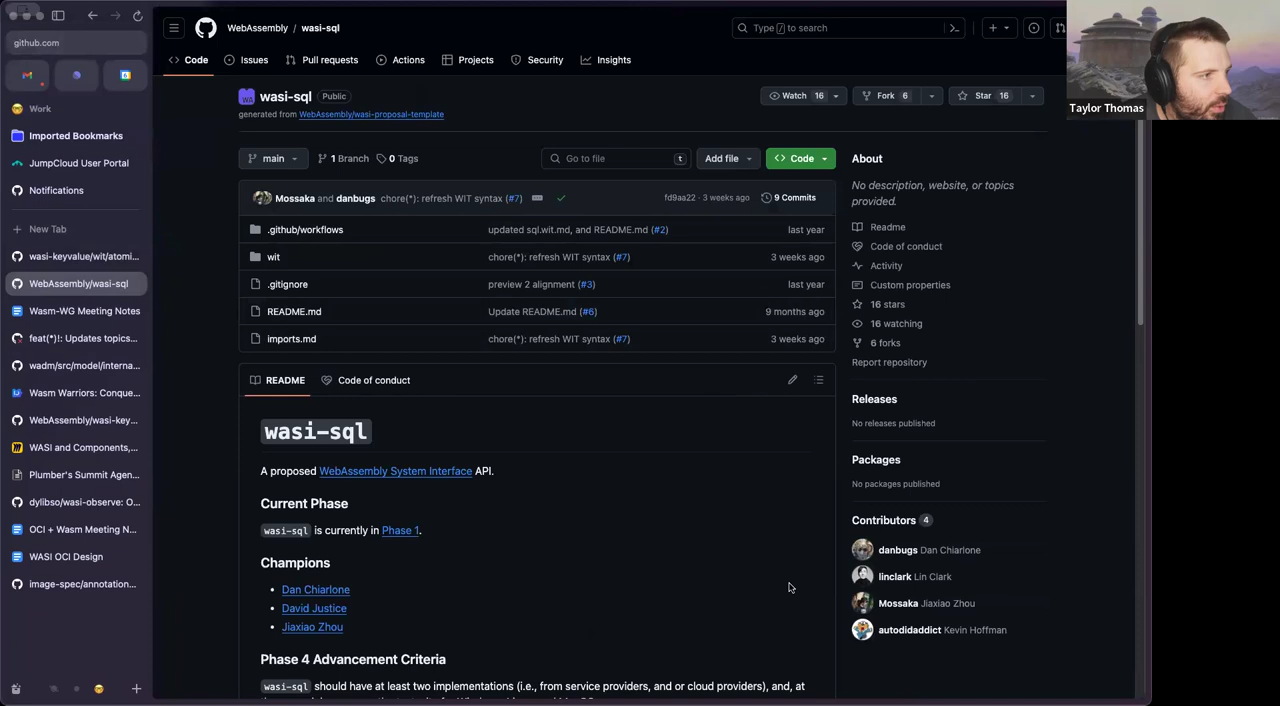 github.com
Work
Imported Bookmarks
JumpCloud User Portal
Notifications
New Tab
wasi-keyvalue/wit/atomi...
WebAssembly/wasi-sql
Wasm-WG Meeting Notes
feat(*)!: Updates topics...
wadm/src/model/interna...
Wasm Warriors: Conque...
WebAssembly/wasi-key...
WASI and Components,...
Plumber's Summit Agen...
dylibso/wasi-observe: O...
OCI + Wasm Meeting N...
WASI OCI Design
image-spec/annotation...
WebAssembly / wasi-sql
Type / to search
Code Issues Pull requests Actions Projects Security Insights
wasi-sql Public
generated from WebAssembly/wasi-proposal-template
Watch 16 Fork 6 Star 16
main 1 Branch 0 Tags Go to file t Add file Code
Mossaka and danbugs chore(*): refresh WIT syntax (#7) fd9aa22 · 3 weeks ago 9 Commits
.github/workflows updated sql.wit.md, and README.md (#2) last year
wit chore(*): refresh WIT syntax (#7) 3 weeks ago
.gitignore preview 2 alignment (#3) last year
README.md Update README.md (#6) 9 months ago
imports.md chore(*): refresh WIT syntax (#7) 3 weeks ago
README Code of conduct
wasi-sql
A proposed WebAssembly System Interface API.
Current Phase
wasi-sql is currently in Phase 1.
Champions
• Dan Chiarlone
• David Justice
• Jiaxiao Zhou
Phase 4 Advancement Criteria
wasi-sql should have at least two implementations (i.e., from service providers, and or cloud providers), and, at
About
No description, website, or topics
provided.
Readme
Code of conduct
Activity
Custom properties
16 stars
16 watching
6 forks
Report repository
Releases
No releases published
Packages
No packages published
Contributors 4
danbugs Dan Chiarlone
linclark Lin Clark
Mossaka Jiaxiao Zhou
autodidaddict Kevin Hoffman
Taylor Thomas